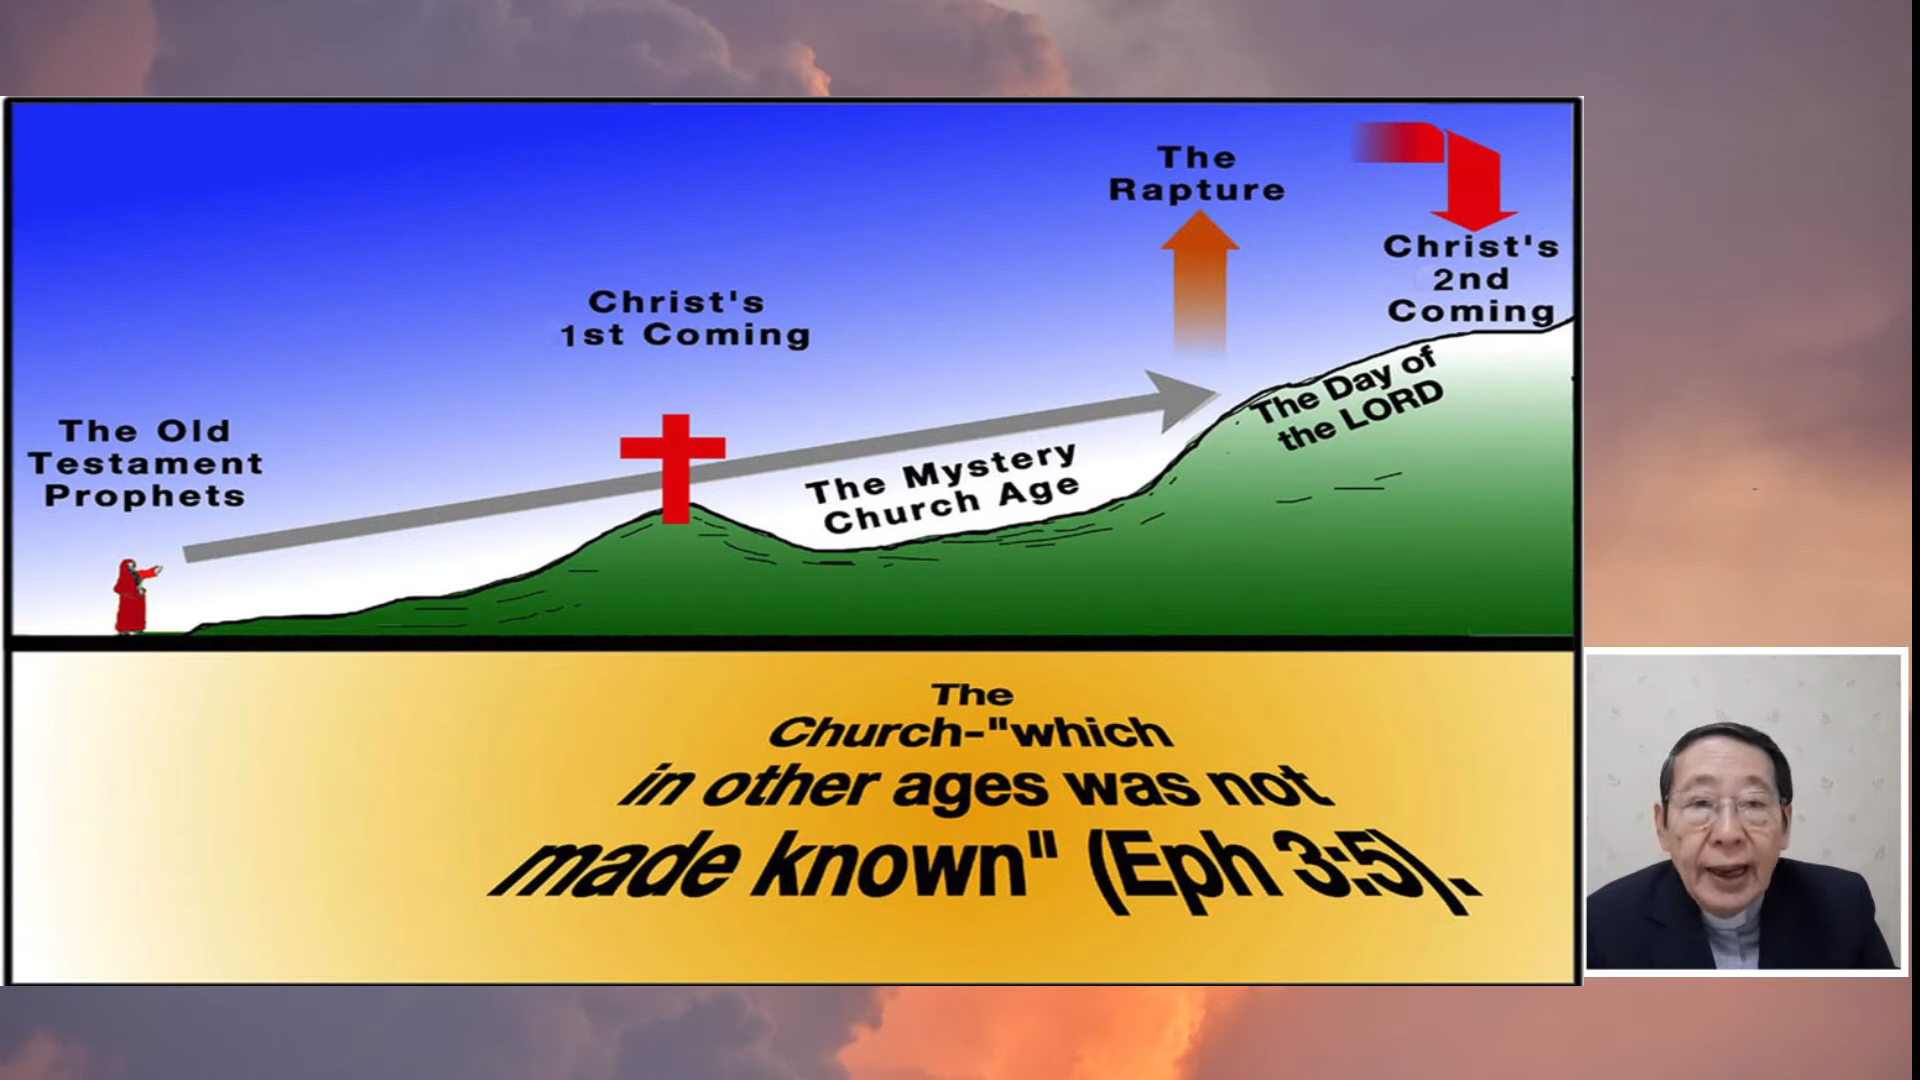 The Old
Testament
Prophets
Christ's
1st Coming
The Mystery
Church Age
The
Rapture
The Day of
the LORD
Christ's
2nd
Coming
The
Church-"which
in other ages was not
made known" (Eph 3:5).